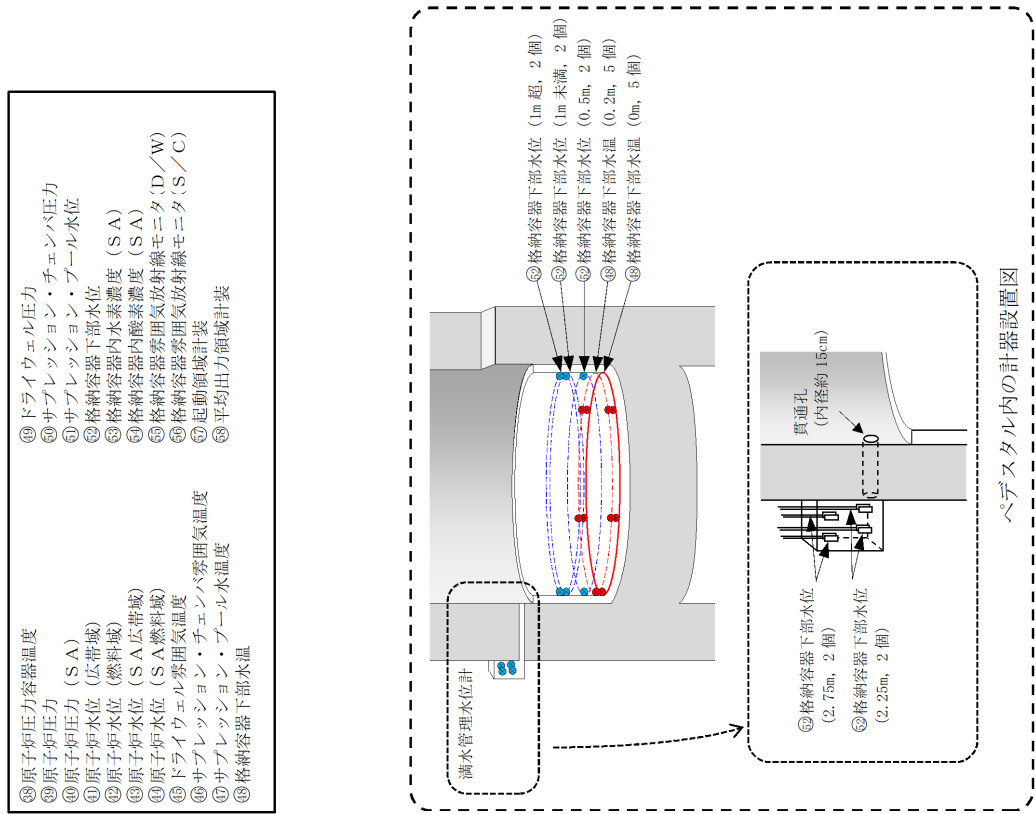 ㊳原子炉圧力容器温度
㊴原子炉圧力
㊵原子炉圧力（ＳＡ）
㊶原子炉水位（広帯域）
㊷原子炉水位（燃料域）
㊸原子炉水位（ＳＡ広帯域）
㊹原子炉水位（ＳＡ燃料域）
㊺ドライウェル雰囲気温度
㊻サプレッション・チェンバ雰囲気温度
㊼サプレッション・プール水温度
㊽格納容器下部水温
㊾ドライウェル圧力
㊿サプレッション・チェンバ圧力
51サプレッション・プール水位
52格納容器下部水位
53格納容器内水素濃度（ＳＡ）
54格納容器内酸素濃度（ＳＡ）
55格納容器雰囲気放射線モニタ(Ｄ／Ｗ)
56格納容器雰囲気放射線モニタ(Ｓ／Ｃ)
57起動領域計装
58平均出力領域計装
満水管理水位計
52格納容器下部水位（1m 超, 2 個）
52格納容器下部水位（1m 未満, 2 個）
52格納容器下部水位（0.5m, 2 個）
㊽格納容器下部水温（0.2m, 5 個）
㊽格納容器下部水温（0m, 5 個）
52格納容器下部水位
(2.75m, 2 個)
52格納容器下部水位
(2.25m, 2 個)
貫通孔
(内径約 15cm)
ペデスタル内の計器設置図